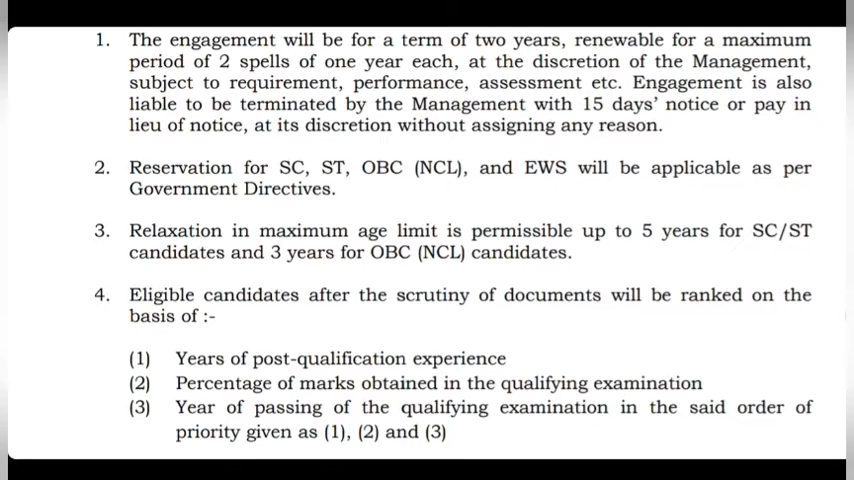 1. The engagement will be for a term of two years, renewable for a maximum
period of 2 spells of one year each, at the discretion of the Management,
subject to requirement, performance, assessment etc. Engagement is also
liable to be terminated by the Management with 15 days’ notice or pay in
lieu of notice, at its discretion without assigning any reason.
2. Reservation for SC, ST, OBC (NCL), and EWS will be applicable as per
Government Directives.
3. Relaxation in maximum age limit is permissible up to 5 years for SC/ST
candidates and 3 years for OBC (NCL) candidates.
4. Eligible candidates after the scrutiny of documents will be ranked on the
basis of :-
(1) Years of post-qualification experience
(2) Percentage of marks obtained in the qualifying examination
(3) Year of passing of the qualifying examination in the said order of
priority given as (1), (2) and (3)